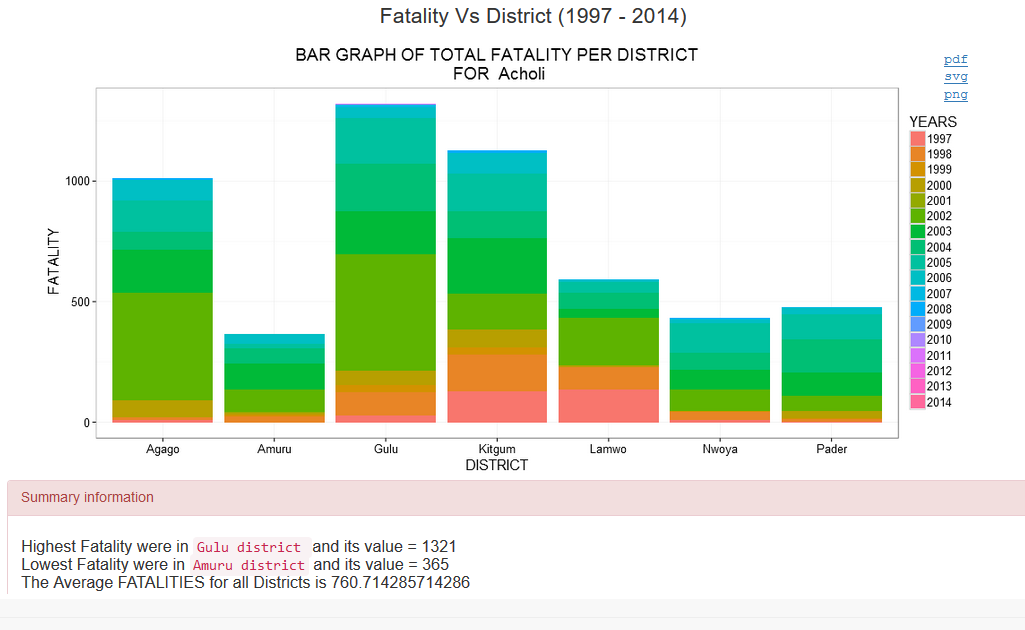 Fatality Vs District (1997 - 2014)
BAR GRAPH OF TOTAL FATALITY PER DISTRICT
FOR Acholi
pdf
svg
png
YEARS
1997
1998
1999
2000
2001
2002
2003
2004
2005
2006
2007
2008
2009
2010
2011
2012
2013
2014
FATALITY
1000
500
0
Agago Amuru Gulu Kitgum Lamwo Nwoya Pader
DISTRICT
Summary information
Highest Fatality were in Gulu district and its value = 1321
Lowest Fatality were in Amuru district and its value = 365
The Average FATALITIES for all Districts is 760.714285714286